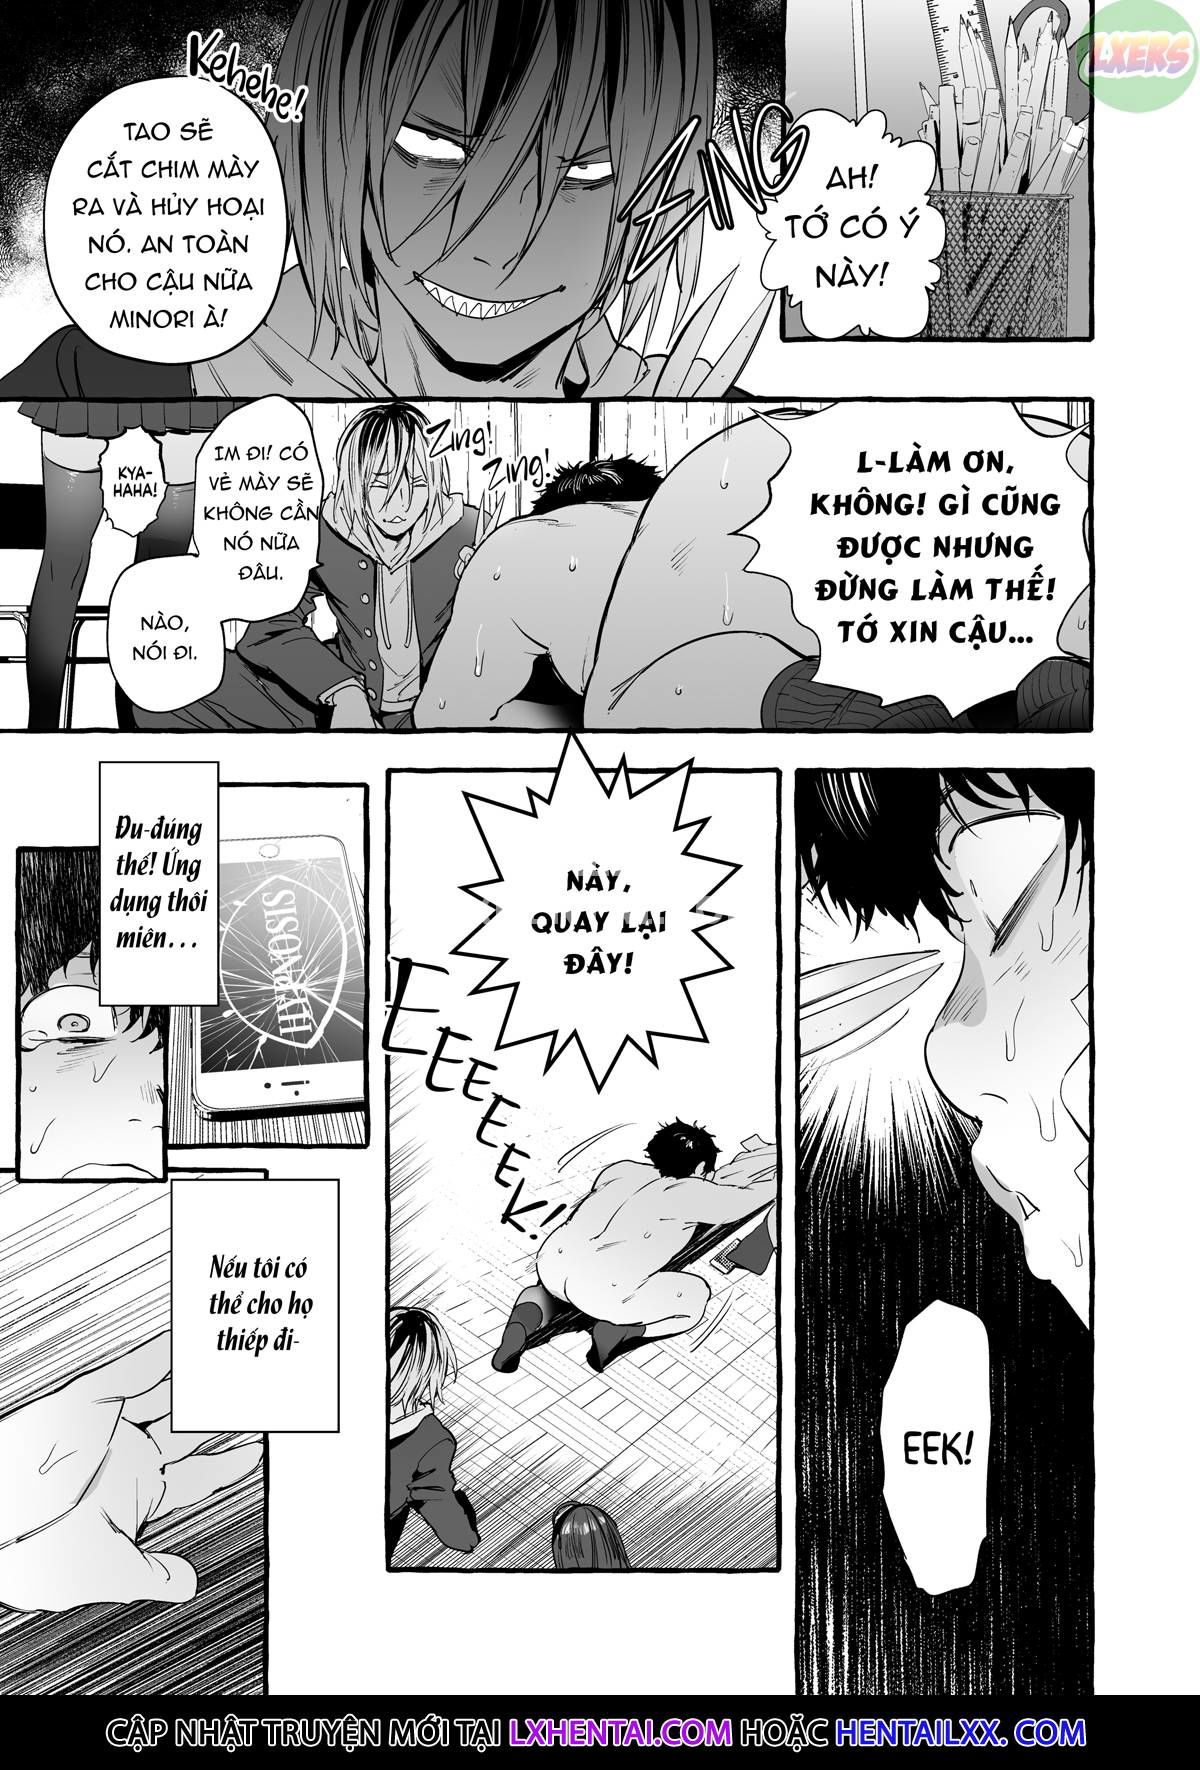 LXERS
AH!
TỚ CÓ Ý
NÀY!
ZING
ZING
Kehehe!
TAO SẼ
CẮT CHIM MÀY
RA VÀ HỦY HOẠI
NÓ. AN TOÀN
CHO CẬU NỮA
MINORI À!
L-LÀM ƠN,
KHÔNG! GÌ CŨNG
ĐƯỢC NHƯNG
ĐỪNG LÀM THẾ!
TỚ XIN CẬU...
Zing!
Zing!
IM ĐI! CÓ
VẺ MÀY SẼ
KHÔNG CẦN
NÓ NỮA
ĐÂU.
NÀO,
NÓI ĐI.
KYA-
HAHA!
EEK!
NÀY,
QUAY LẠI
ĐÂY!
EEEEEEK!
Đu-đúng
thế! Ứng
dụng thôi
miên...
Nếu tôi có
thể cho họ
thiếp đi-
CẬP NHẬT TRUYỆN MỚI TẠI LXHENTAI.COM HOẶC HENTAILXX. COM